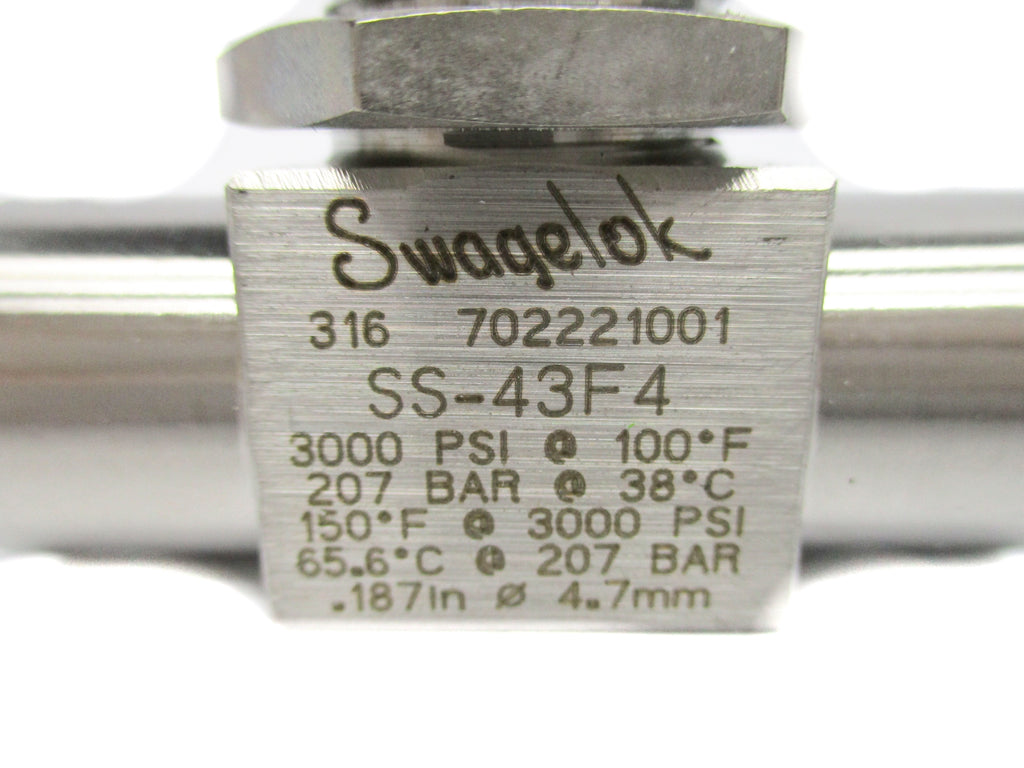 Swagelok
316 702221001
SS-43F4
3000 PSI @ 100°F
207 BAR @ 38°C
150°F @ 3000 PSI
65.6°C @ 207 BAR
.187in ⌀ 4.7mm